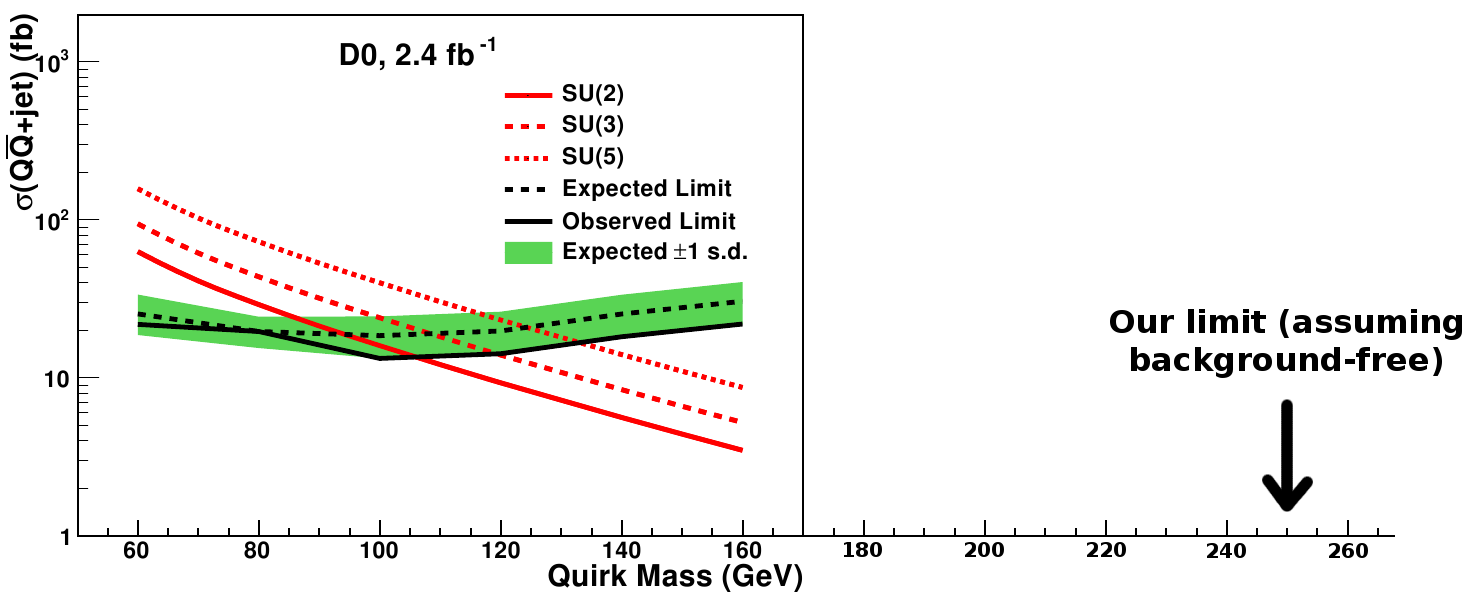 D0, 2.4 fb⁻¹
SU(2)
SU(3)
SU(5)
Expected Limit
Observed Limit
Expected ±1 s.d.
σ(QQ̅+jet) (fb)
10³
10²
10
1
60 80 100 120 140 160 180 200 220 240 260
Quirk Mass (GeV)
Our limit (assuming
background-free)